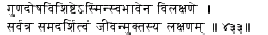 गुणदोषविशिष्टेऽस्मिन्स्वभावेन विलक्षणे ।
सर्वत्र समदर्शित्वं जीवन्मुक्तस्य लक्षणम् ॥ ४३३॥